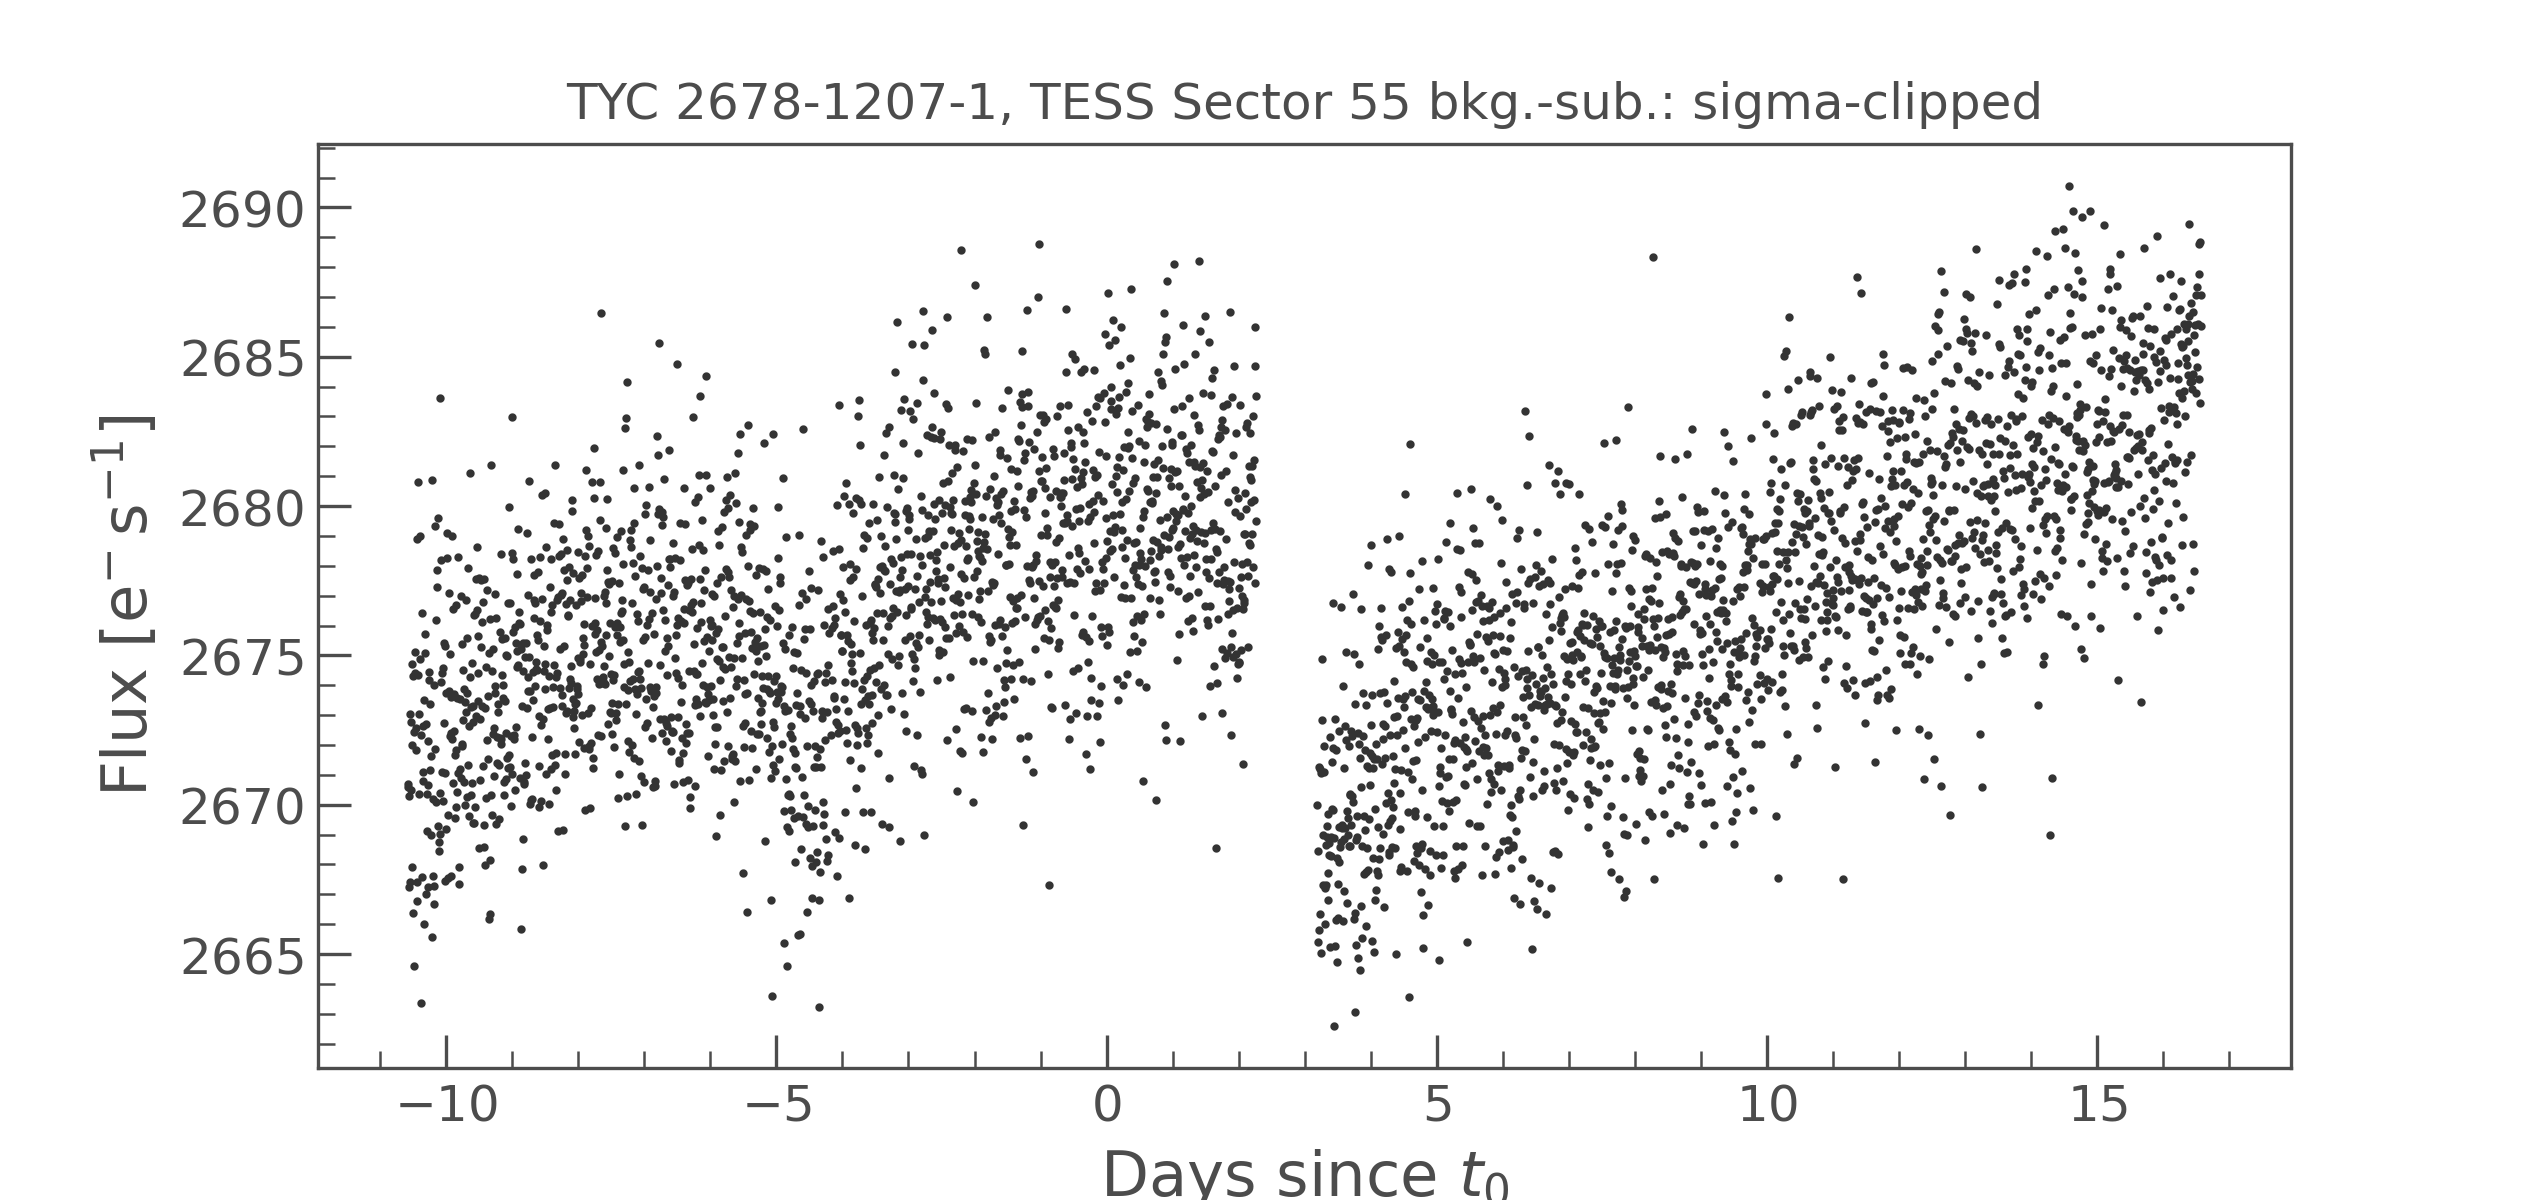 TYC 2678-1207-1, TESS Sector 55 bkg.-sub.: sigma-clipped
Flux [e⁻ s⁻¹]
2690
2685
2680
2675
2670
2665
−10 −5 0 5 10 15
Days since t₀